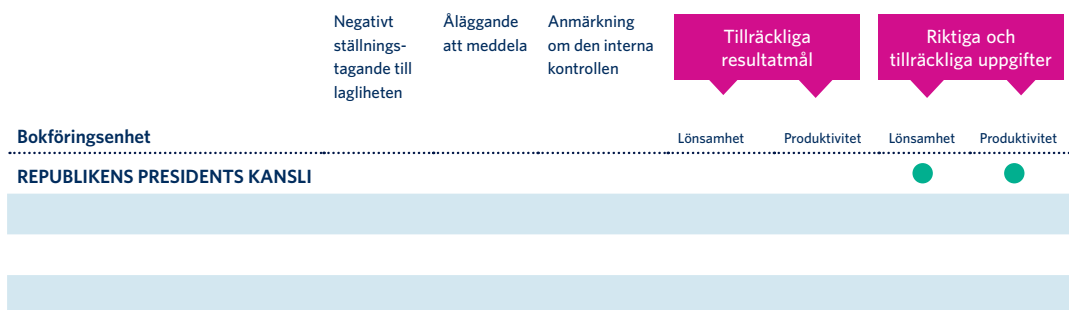 Negativt
ställnings-
tagande till
lagliheten
Åläggande
att meddela
Anmärkning
om den interna
kontrollen
Tillräckliga
resultatmål
Riktiga och
tillräckliga uppgifter
Bokföringsenhet
Lönsamhet
Produktivitet
Lönsamhet
Produktivitet
REPUBLIKENS PRESIDENTS KANSLI